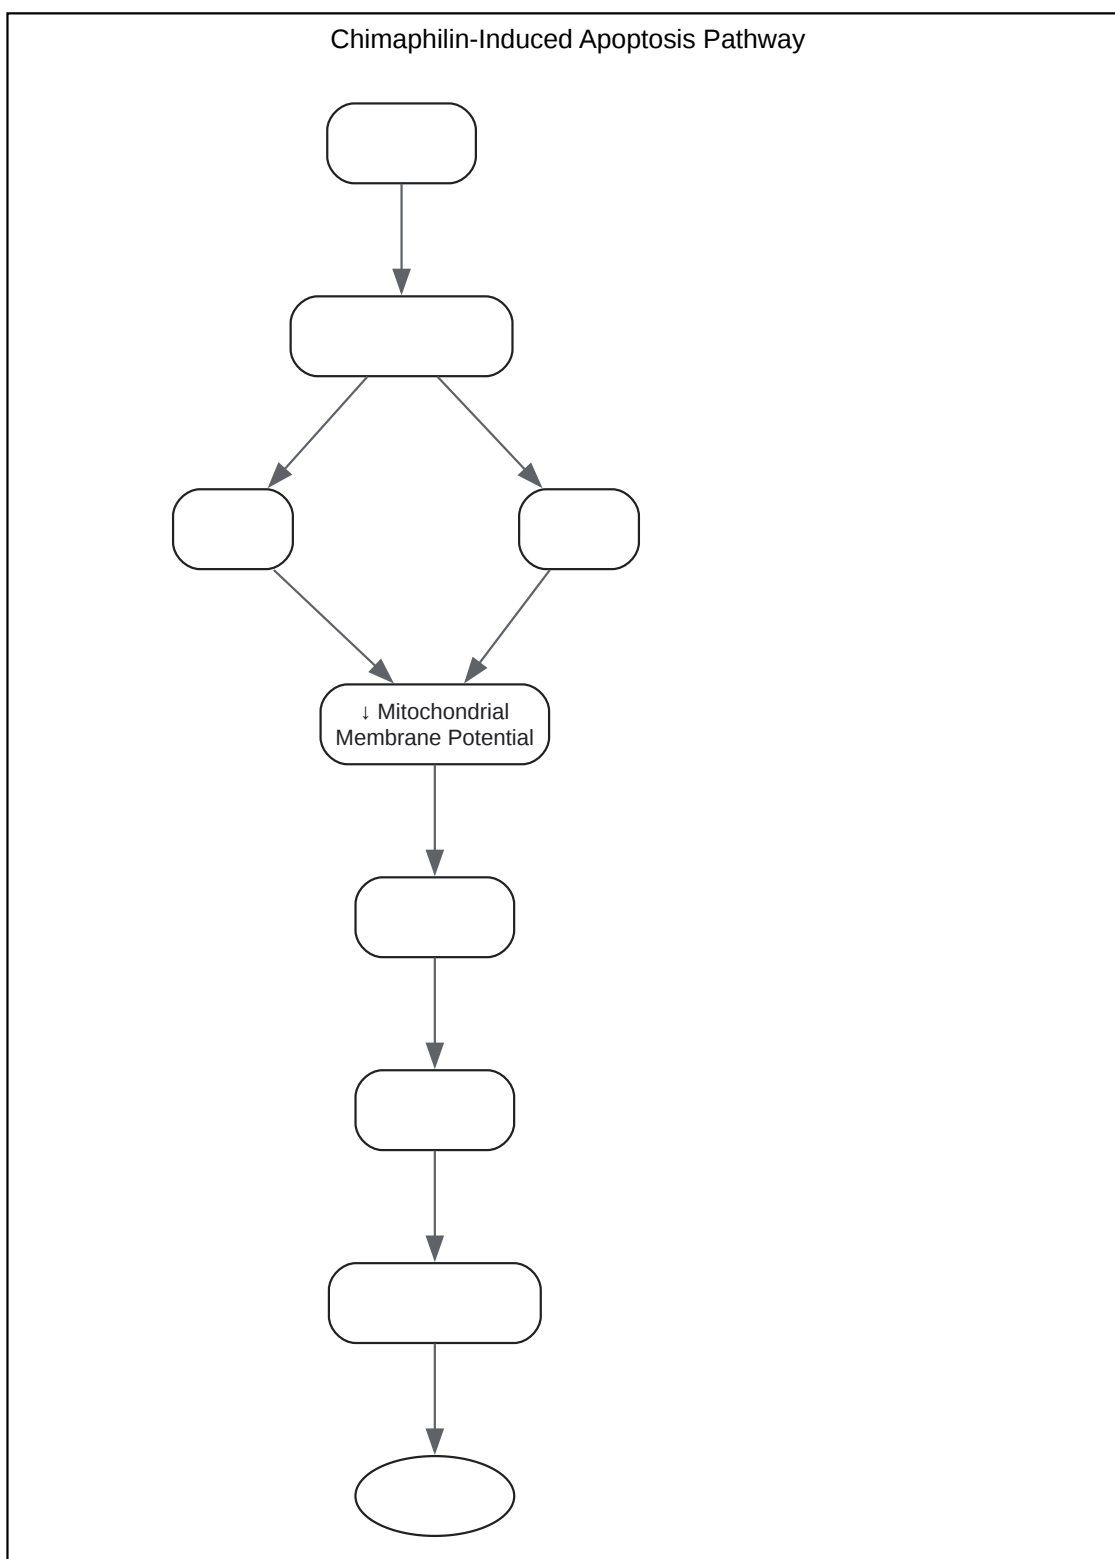 Chimaphilin-Induced Apoptosis Pathway
↓ Mitochondrial
Membrane Potential